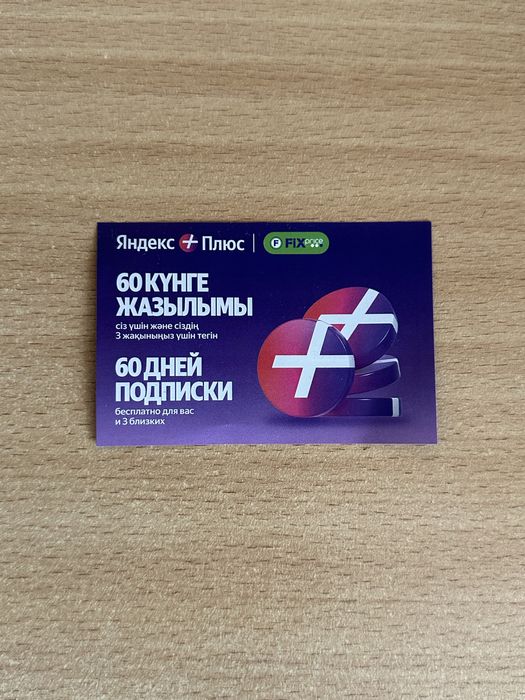 Яндекс Плюс | FIX price
60 КҮНГЕ
ЖАЗЫЛЫМЫ
сіз үшін және сіздің
3 жақыныңыз үшін тегін
60 ДНЕЙ
ПОДПИСКИ
бесплатно для вас
и 3 близких